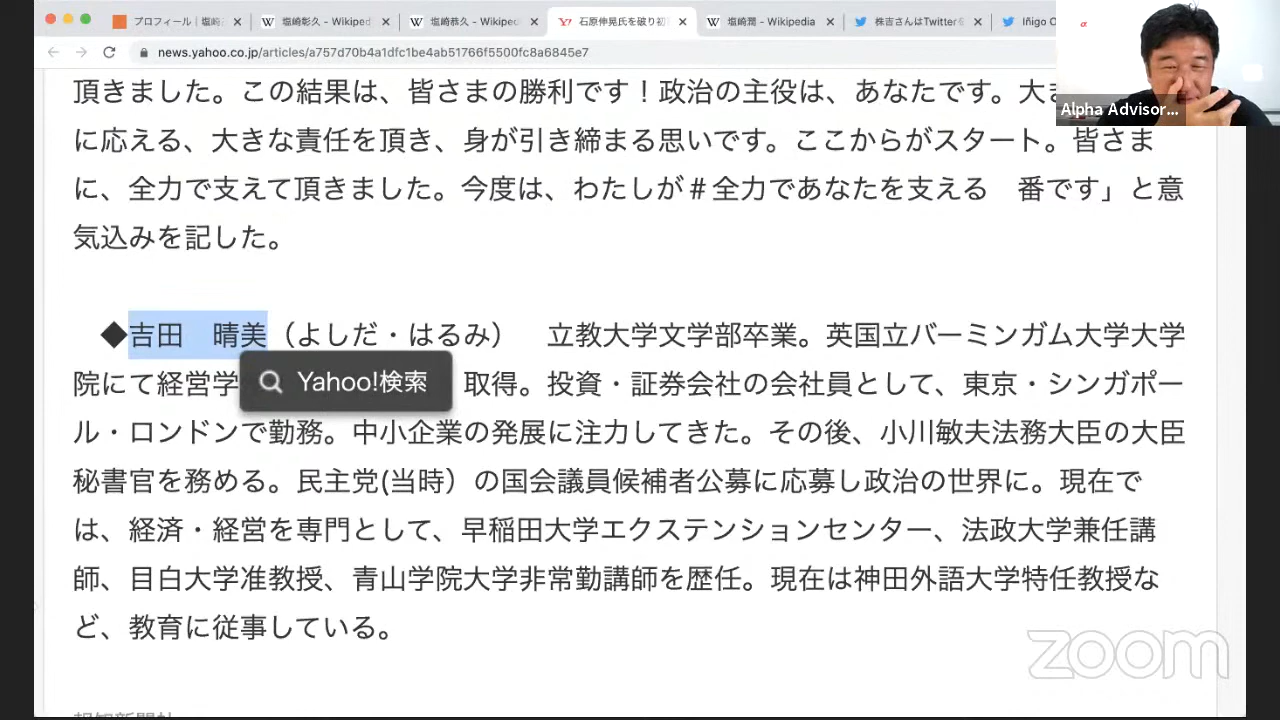 プロフィール | 塩崎
塩崎彰久 - Wikiped
塩崎恭久 - Wikipec
Y! 石原伸晃氏を破り初
塩崎潤 - Wikipedia
株吉さんはTwitterを
Iñigo O
news.yahoo.co.jp/articles/a757d70b4a1dfc1be4ab51766f5500fc8a6845e7
α
Alpha Advisor...
頂きました。この結果は、皆さまの勝利です！政治の主役は、あなたです。大
に応える、大きな責任を頂き、身が引き締まる思いです。ここからがスタート。皆さま
に、全力で支えて頂きました。今度は、わたしが＃全力であなたを支える　番です」と意
気込みを記した。
◆吉田　晴美（よしだ・はるみ）　立教大学文学部卒業。英国立バーミンガム大学大学
院にて経営学
Yahoo!検索
取得。投資・証券会社の会社員として、東京・シンガポー
ル・ロンドンで勤務。中小企業の発展に注力してきた。その後、小川敏夫法務大臣の大臣
秘書官を務める。民主党(当時）の国会議員候補者公募に応募し政治の世界に。現在で
は、経済・経営を専門として、早稲田大学エクステンションセンター、法政大学兼任講
師、目白大学准教授、青山学院大学非常勤講師を歴任。現在は神田外語大学特任教授な
ど、教育に従事している。
zoom
報知新聞社